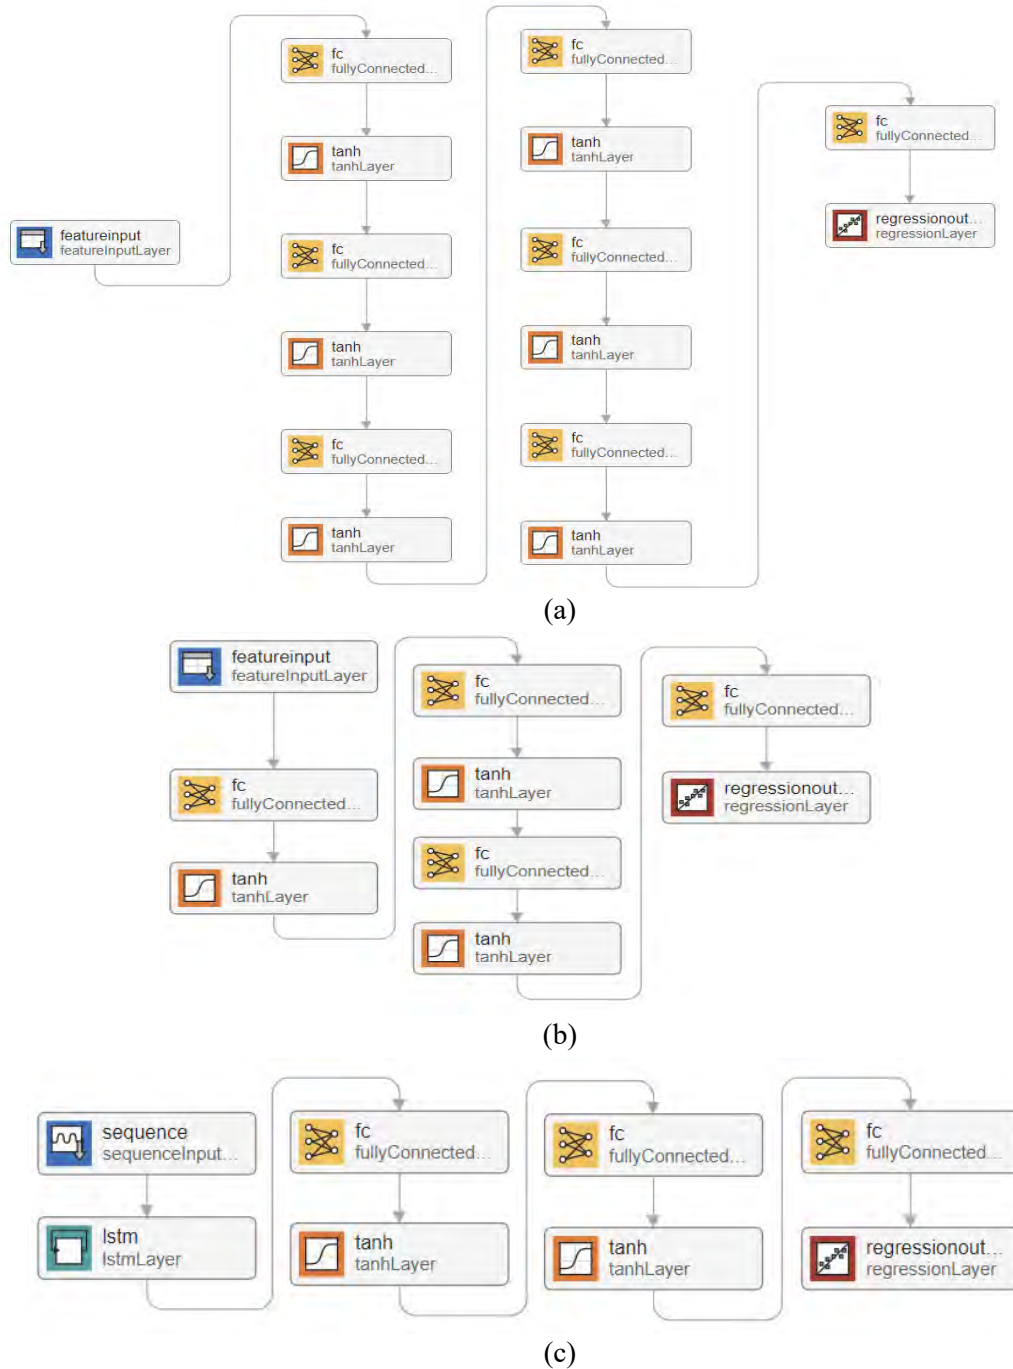 featureinput
featureInputLayer
fc
fullyConnected...
tanh
tanhLayer
fc
fullyConnected...
tanh
tanhLayer
fc
fullyConnected...
tanh
tanhLayer
fc
fullyConnected...
tanh
tanhLayer
fc
fullyConnected...
tanh
tanhLayer
fc
fullyConnected...
tanh
tanhLayer
fc
fullyConnected...
regressionout...
regressionLayer
(a)
featureinput
featureInputLayer
fc
fullyConnected...
tanh
tanhLayer
fc
fullyConnected...
tanh
tanhLayer
fc
fullyConnected...
tanh
tanhLayer
fc
fullyConnected...
regressionout...
regressionLayer
(b)
sequence
sequenceInput...
lstm
lstmLayer
fc
fullyConnected...
tanh
tanhLayer
fc
fullyConnected...
tanh
tanhLayer
fc
fullyConnected...
regressionout...
regressionLayer
(c)